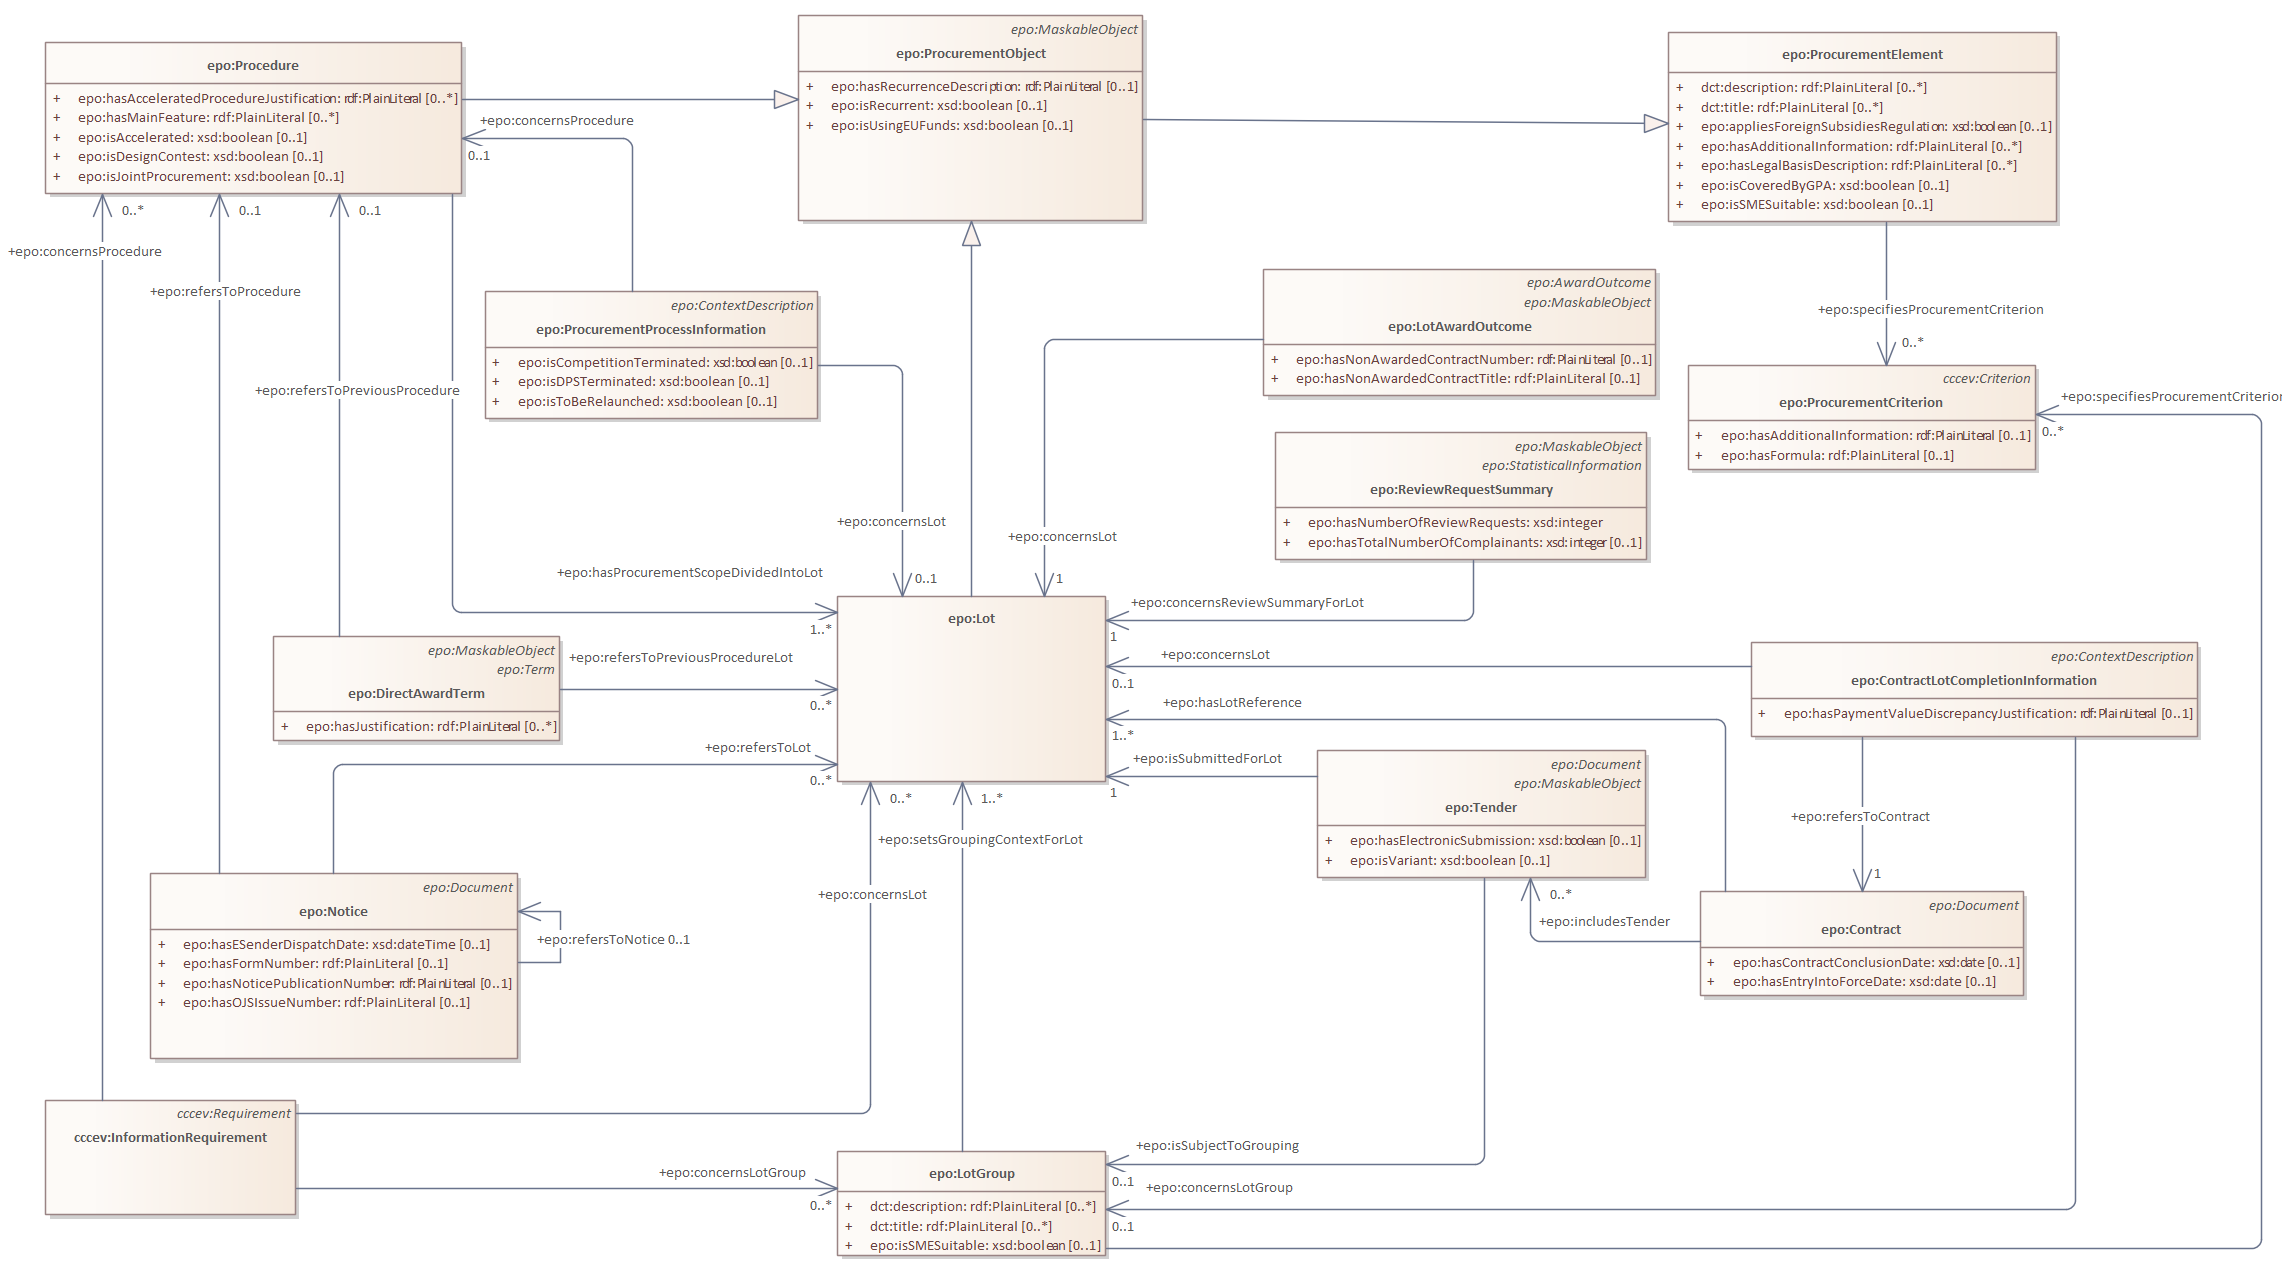 epo:Procedure
+ epo:hasAcceleratedProcedureJustification: rdf:PlainLiteral [0..*]
+ epo:hasMainFeature: rdf:PlainLiteral [0..*]
+ epo:isAccelerated: xsd:boolean [0..1]
+ epo:isDesignContest: xsd:boolean [0..1]
+ epo:isJointProcurement: xsd:boolean [0..1]
epo:MaskableObject
epo:ProcurementObject
+ epo:hasRecurrenceDescription: rdf:PlainLiteral [0..1]
+ epo:isRecurrent: xsd:boolean [0..1]
+ epo:isUsingEUFunds: xsd:boolean [0..1]
epo:ProcurementElement
+ dct:description: rdf:PlainLiteral [0..*]
+ dct:title: rdf:PlainLiteral [0..*]
+ epo:appliesForeignSubsidiesRegulation: xsd:boolean [0..1]
+ epo:hasAdditionalInformation: rdf:PlainLiteral [0..*]
+ epo:hasLegalBasisDescription: rdf:PlainLiteral [0..*]
+ epo:isCoveredByGPA: xsd:boolean [0..1]
+ epo:isSMESuitable: xsd:boolean [0..1]
+epo:concernsProcedure
0..1
0..*
0..1
0..1
+epo:concernsProcedure
+epo:refersToProcedure
+epo:refersToPreviousProcedure
epo:ContextDescription
epo:ProcurementProcessInformation
+ epo:isCompetitionTerminated: xsd:boolean [0..1]
+ epo:isDPSTerminated: xsd:boolean [0..1]
+ epo:isToBeRelaunched: xsd:boolean [0..1]
epo:AwardOutcome
epo:MaskableObject
epo:LotAwardOutcome
+ epo:hasNonAwardedContractNumber: rdf:PlainLiteral [0..1]
+ epo:hasNonAwardedContractTitle: rdf:PlainLiteral [0..1]
+epo:specifiesProcurementCriterion
0..*
cccev:Criterion
epo:ProcurementCriterion
+ epo:hasAdditionalInformation: rdf:PlainLiteral [0..1]
+ epo:hasFormula: rdf:PlainLiteral [0..1]
+epo:specifiesProcurementCriterion
0..*
epo:MaskableObject
epo:StatisticalInformation
epo:ReviewRequestSummary
+ epo:hasNumberOfReviewRequests: xsd:integer
+ epo:hasTotalNumberOfComplainants: xsd:integer [0..1]
+epo:concernsLot
0..1
+epo:concernsLot
1
+epo:hasProcurementScopeDividedIntoLot
1..*
+epo:concernsReviewSummaryForLot
1
epo:Lot
epo:MaskableObject
epo:Term
epo:DirectAwardTerm
+ epo:hasJustification: rdf:PlainLiteral [0..*]
+epo:refersToPreviousProcedureLot
0..*
+epo:concernsLot
0..1
epo:ContextDescription
epo:ContractLotCompletionInformation
+ epo:hasPaymentValueDiscrepancyJustification: rdf:PlainLiteral [0..1]
+epo:hasLotReference
1..*
+epo:refersToLot
0..*
+epo:isSubmittedForLot
1
epo:Document
epo:MaskableObject
epo:Tender
+ epo:hasElectronicSubmission: xsd:boolean [0..1]
+ epo:isVariant: xsd:boolean [0..1]
+epo:refersToContract
1
0..*
1..*
+epo:setsGroupingContextForLot
+epo:concernsLot
epo:Document
epo:Notice
+ epo:hasESenderDispatchDate: xsd:dateTime [0..1]
+ epo:hasFormNumber: rdf:PlainLiteral [0..1]
+ epo:hasNoticePublicationNumber: rdf:PlainLiteral [0..1]
+ epo:hasOJSIssueNumber: rdf:PlainLiteral [0..1]
+epo:refersToNotice 0..1
0..*
+epo:includesTender
epo:Document
epo:Contract
+ epo:hasContractConclusionDate: xsd:date [0..1]
+ epo:hasEntryIntoForceDate: xsd:date [0..1]
cccev:Requirement
cccev:InformationRequirement
+epo:concernsLotGroup
0..*
epo:LotGroup
+ dct:description: rdf:PlainLiteral [0..*]
+ dct:title: rdf:PlainLiteral [0..*]
+ epo:isSMESuitable: xsd:boolean [0..1]
+epo:isSubjectToGrouping
0..1
+epo:concernsLotGroup
0..1